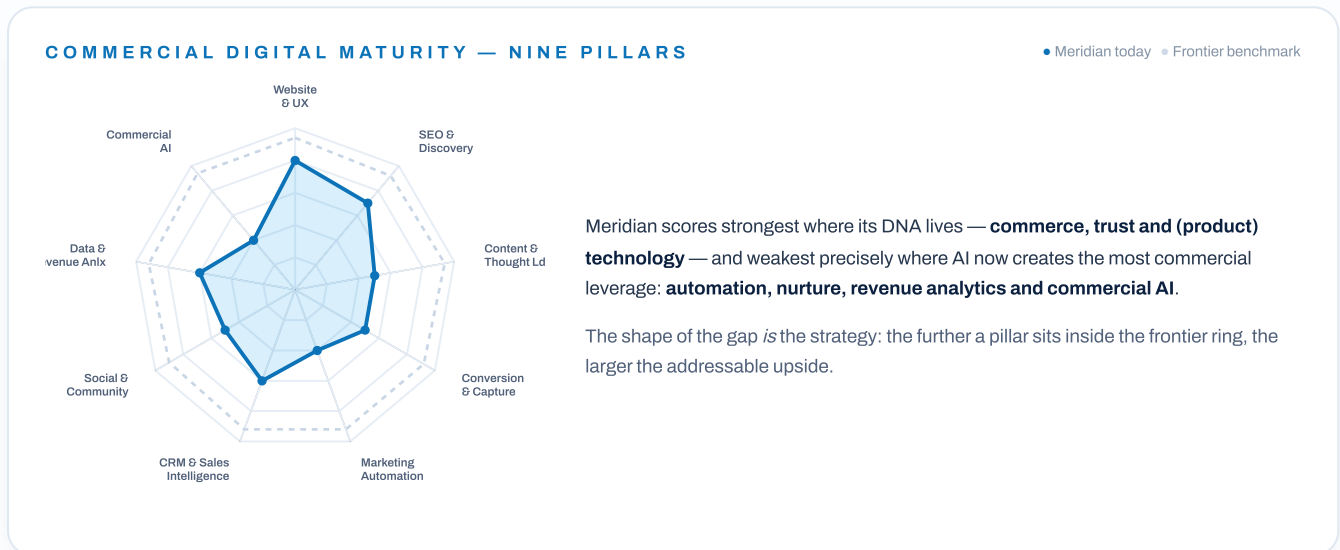 COMMERCIAL DIGITAL MATURITY — NINE PILLARS
Meridian today
Frontier benchmark
Website
& UX
SEO &
Discovery
Content &
Thought Ld
Conversion
& Capture
Marketing
Automation
CRM & Sales
Intelligence
Social &
Community
Data &
venue Anlx
Commercial
AI
Meridian scores strongest where its DNA lives — commerce, trust and (product)
technology — and weakest precisely where AI now creates the most commercial
leverage: automation, nurture, revenue analytics and commercial AI.
The shape of the gap is the strategy: the further a pillar sits inside the frontier ring, the
larger the addressable upside.